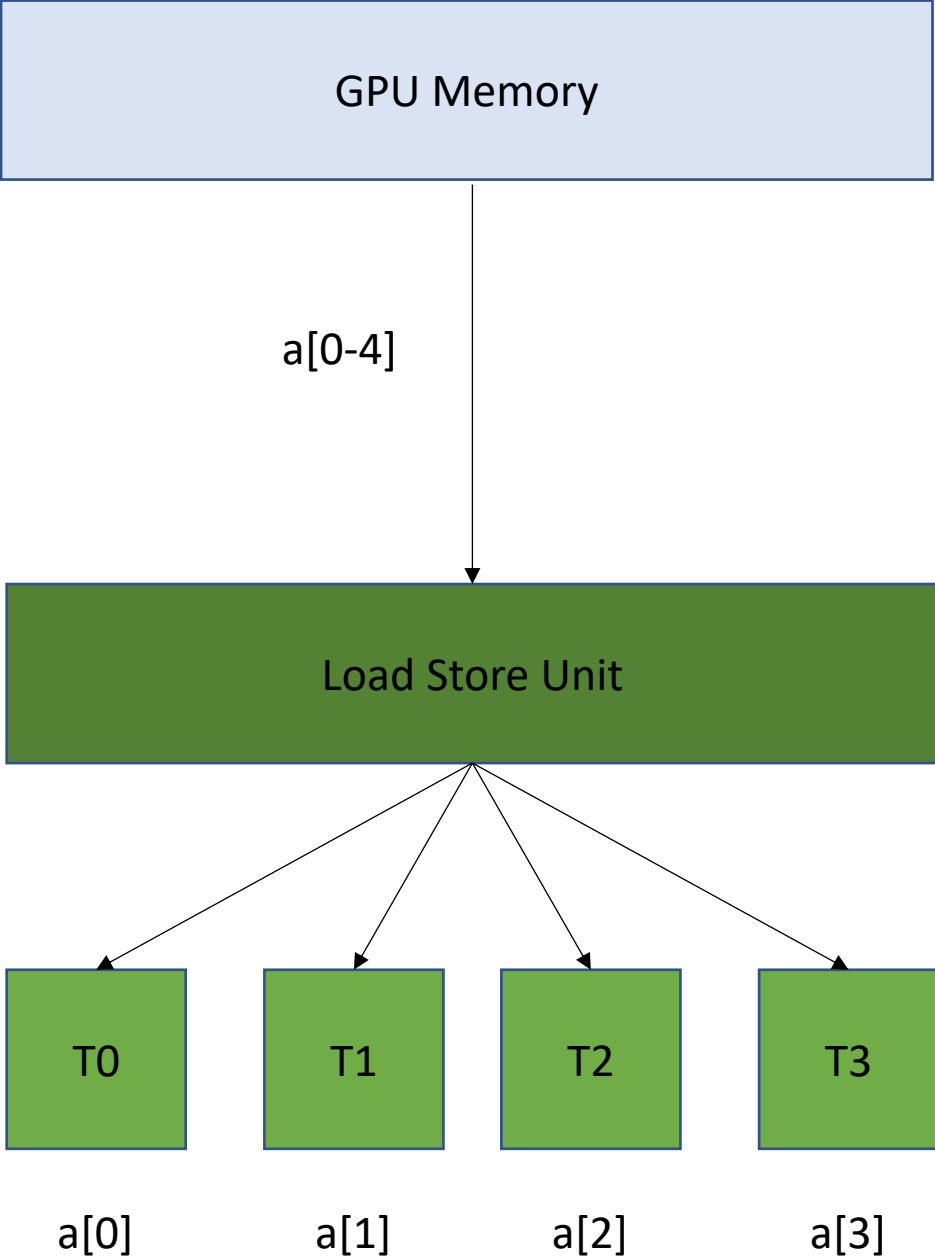 GPU Memory
a[0-4]
Load Store Unit
T0
T1
T2
T3
a[0]
a[1]
a[2]
a[3]